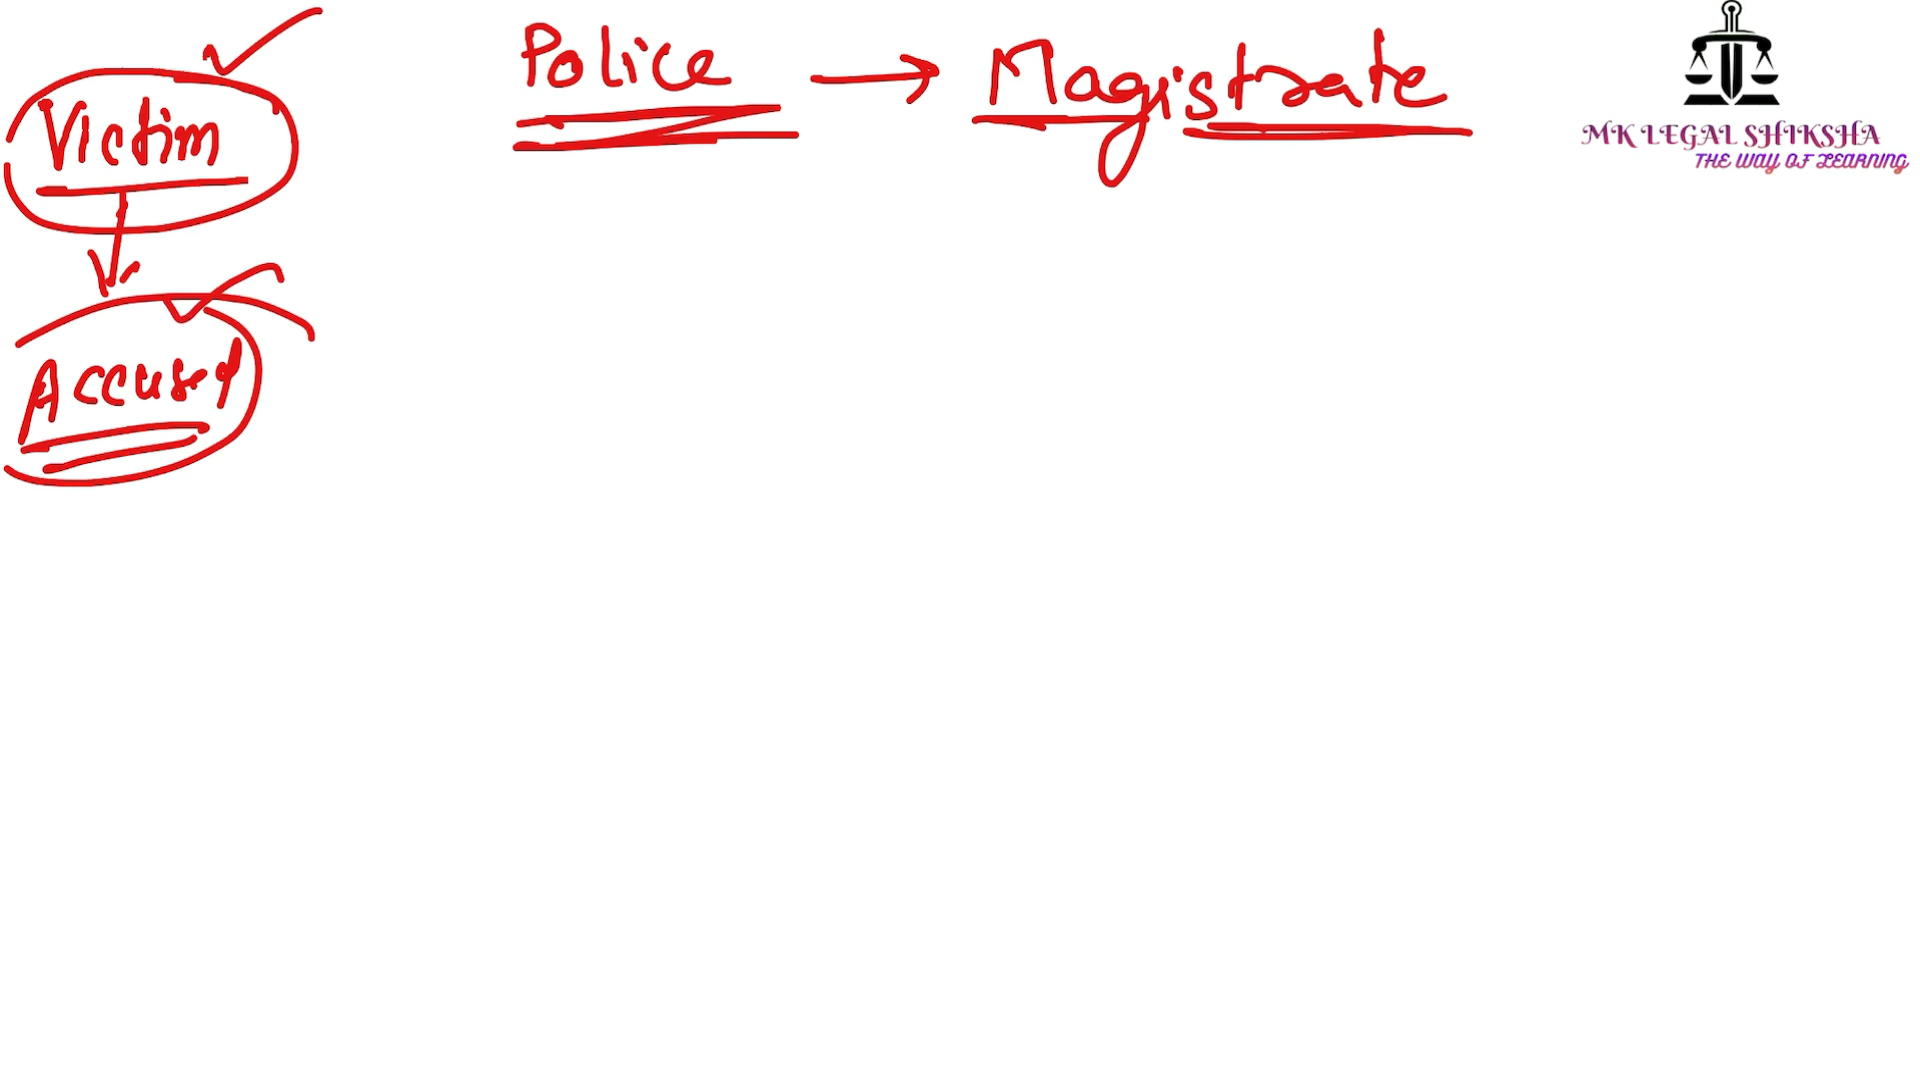 Police → Magistrate
Victim
Accused
MK LEGAL SHIKSHA
THE WAY OF LEARNING